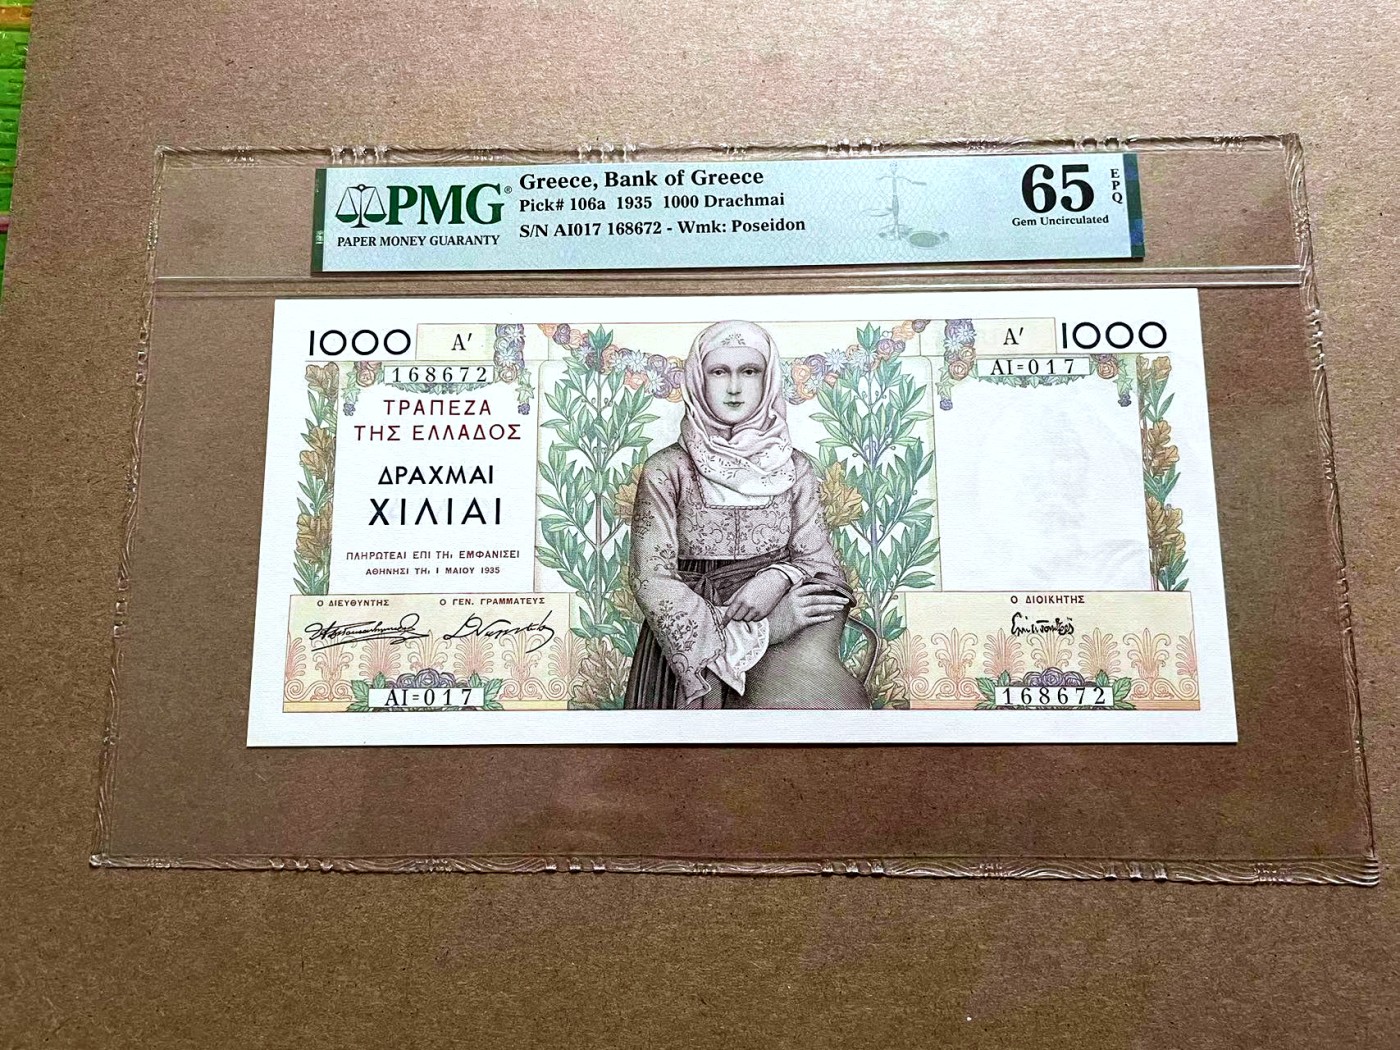 PMG®
PAPER MONEY GUARANTY
Greece, Bank of Greece
Pick# 106a 1935 1000 Drachmai
S/N AI017 168672 - Wmk: Poseidon
65 EPQ
Gem Uncirculated
1000 Α′ Α′ 1000
168672 ΑΙ=017
ΤΡΑΠΕΖΑ
ΤΗΣ ΕΛΛΑΔΟΣ
ΔΡΑΧΜΑΙ
ΧΙΛΙΑΙ
ΠΛΗΡΩΤΕΑΙ ΕΠΙ ΤΗι ΕΜΦΑΝΙΣΕΙ
ΑΘΗΝΗΣΙ ΤΗι 1 ΜΑΙΟΥ 1935
Ο ΔΙΕΥΘΥΝΤΗΣ Ο ΓΕΝ. ΓΡΑΜΜΑΤΕΥΣ Ο ΔΙΟΙΚΗΤΗΣ
ΑΙ=017 168672